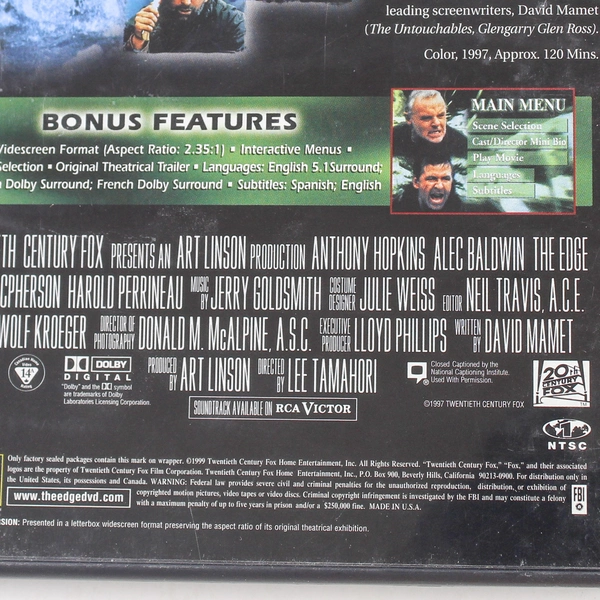 leading screenwriters, David Mamet
(The Untouchables, Glengarry Glen Ross).
Color, 1997, Approx. 120 Mins.
BONUS FEATURES
Widescreen Format (Aspect Ratio: 2.35:1) • Interactive Menus •
Selection • Original Theatrical Trailer • Languages: English 5.1Surround;
Dolby Surround; French Dolby Surround • Subtitles: Spanish; English
MAIN MENU
Scene Selection
Cast/Director Mini Bio
Play Movie
Languages
Subtitles
TH CENTURY FOX PRESENTS AN ART LINSON PRODUCTION ANTHONY HOPKINS ALEC BALDWIN THE EDGE
CPHERSON HAROLD PERRINEAU MUSIC BY JERRY GOLDSMITH COSTUME DESIGNER JULIE WEISS EDITOR NEIL TRAVIS, A.C.E.
WOLF KROEGER DIRECTOR OF PHOTOGRAPHY DONALD M. McALPINE, A.S.C. EXECUTIVE PRODUCER LLOYD PHILLIPS WRITTEN BY DAVID MAMET
PRODUCED BY ART LINSON DIRECTED BY LEE TAMAHORI
14
DOLBY
DIGITAL
"Dolby" and the symbol
are trademarks of Dolby
Laboratories Licensing Corporation.
SOUNDTRACK AVAILABLE ON RCA VICTOR
Closed Captioned by the
National Captioning Institute.
Used With Permission.
©1997 TWENTIETH CENTURY FOX
20th
CENTURY
FOX
1
NTSC
Only factory sealed packages contain this mark on wrapper. ©1999 Twentieth Century Fox Home Entertainment, Inc. All Rights Reserved. "Twentieth Century Fox," "Fox," and their associated
logos are the property of Twentieth Century Fox Film Corporation. Twentieth Century Fox Home Entertainment, Inc., P.O. Box 900, Beverly Hills, California 90213-0900. For distribution only in
the United States, its possessions and Canada. WARNING: Federal law provides severe civil and criminal penalties for the unauthorized reproduction, distribution, or exhibition of
www.theedgedvd.com
copyrighted motion pictures, video tapes or video discs. Criminal copyright infringement is investigated by the FBI and may constitute a felony
with a maximum penalty of up to five years in prison and/or a $250,000 fine. MADE IN U.S.A.
FBI
SION: Presented in a letterbox widescreen format preserving the aspect ratio of its original theatrical exhibition.